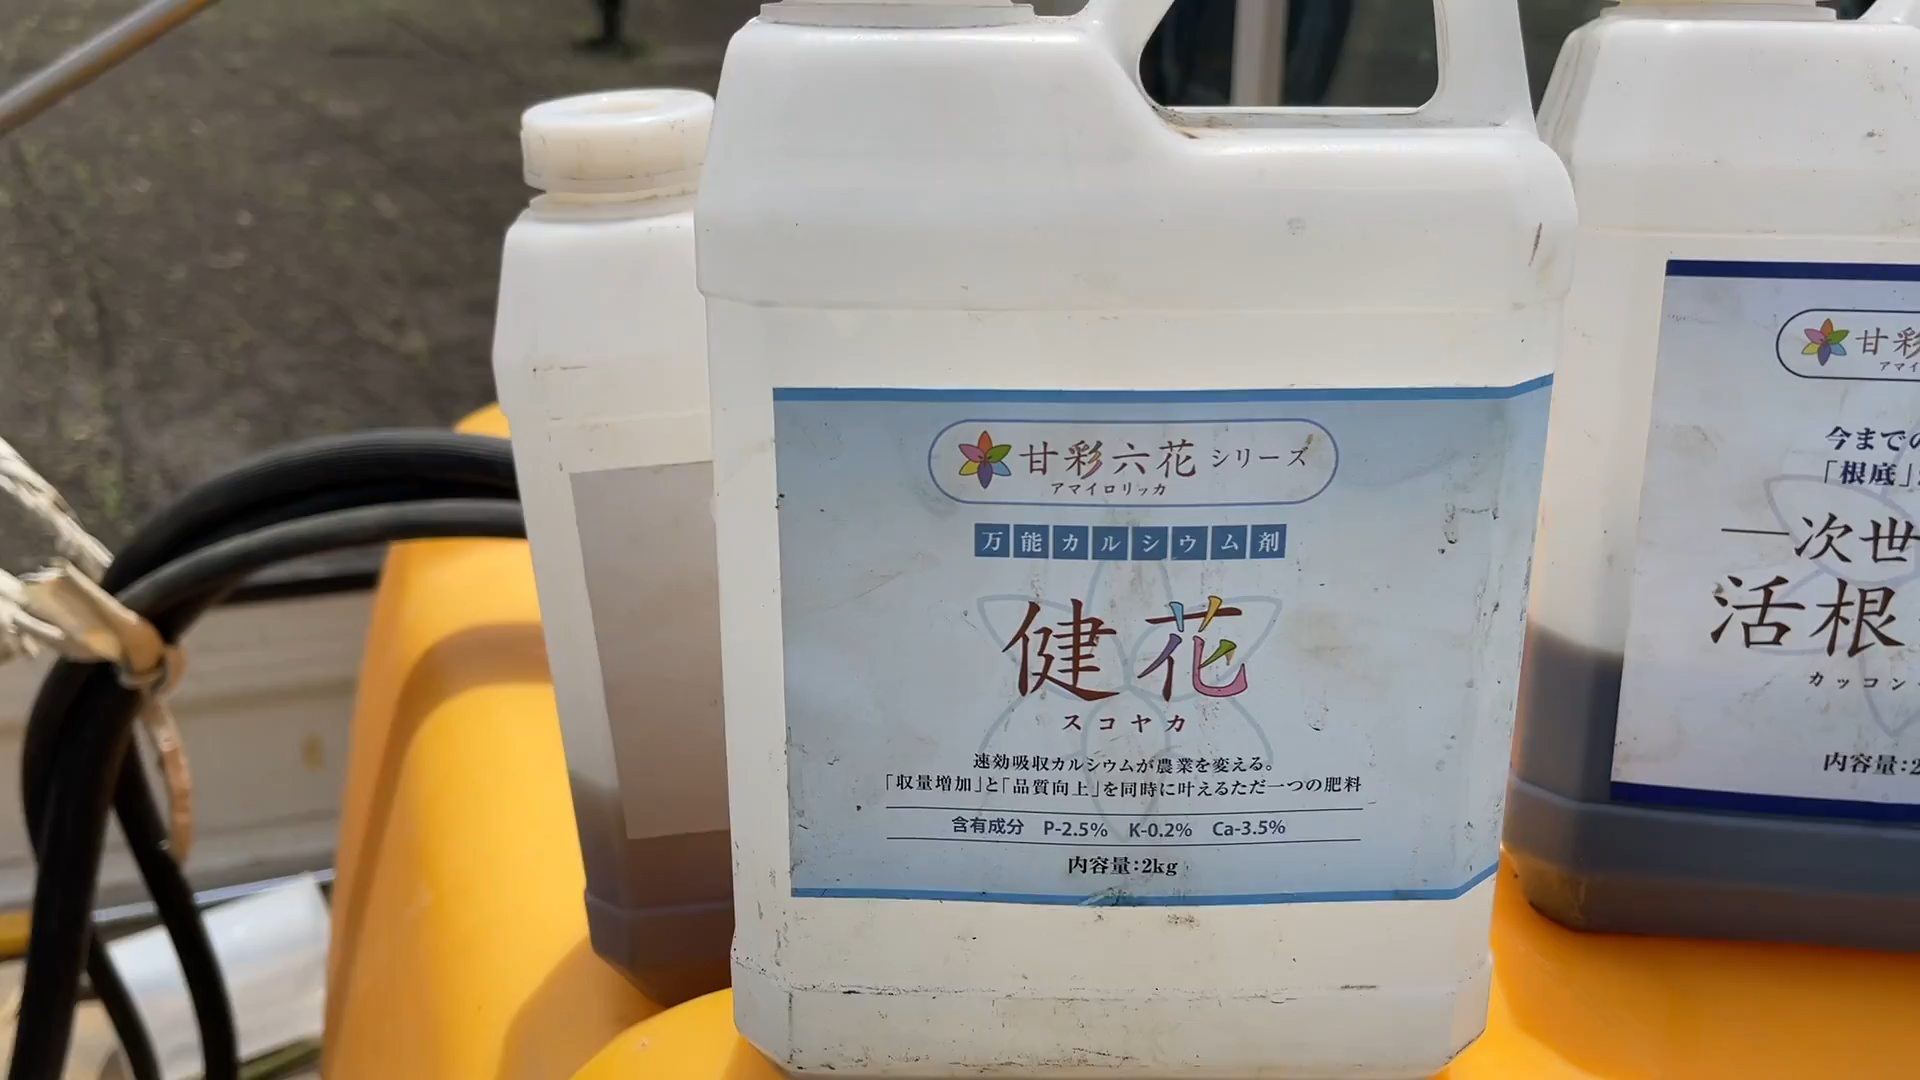 甘彩六花シリーズ
アマイロリッカ
万能カルシウム剤
健花
スコヤカ
速効吸収カルシウムが農業を変える。
「収量増加」と「品質向上」を同時に叶えるただ一つの肥料
含有成分 P-2.5% K-0.2% Ca-3.5%
内容量:2kg
甘彩
アマイ
今までの
「根底」
一次世
活根
カッコン
内容量:2